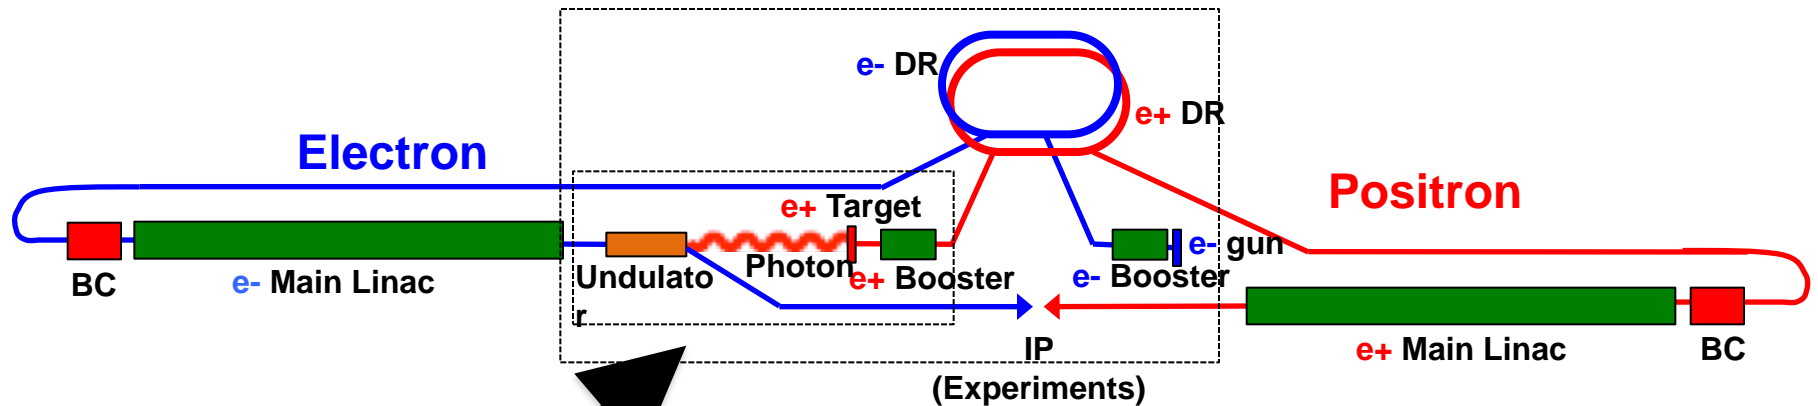 e- DR
e+ DR
Electron
Positron
e+ Target
e- gun
BC
e- Main Linac
Undulato
r
Photon
e+ Booster
e- Booster
IP
(Experiments)
e+ Main Linac
BC